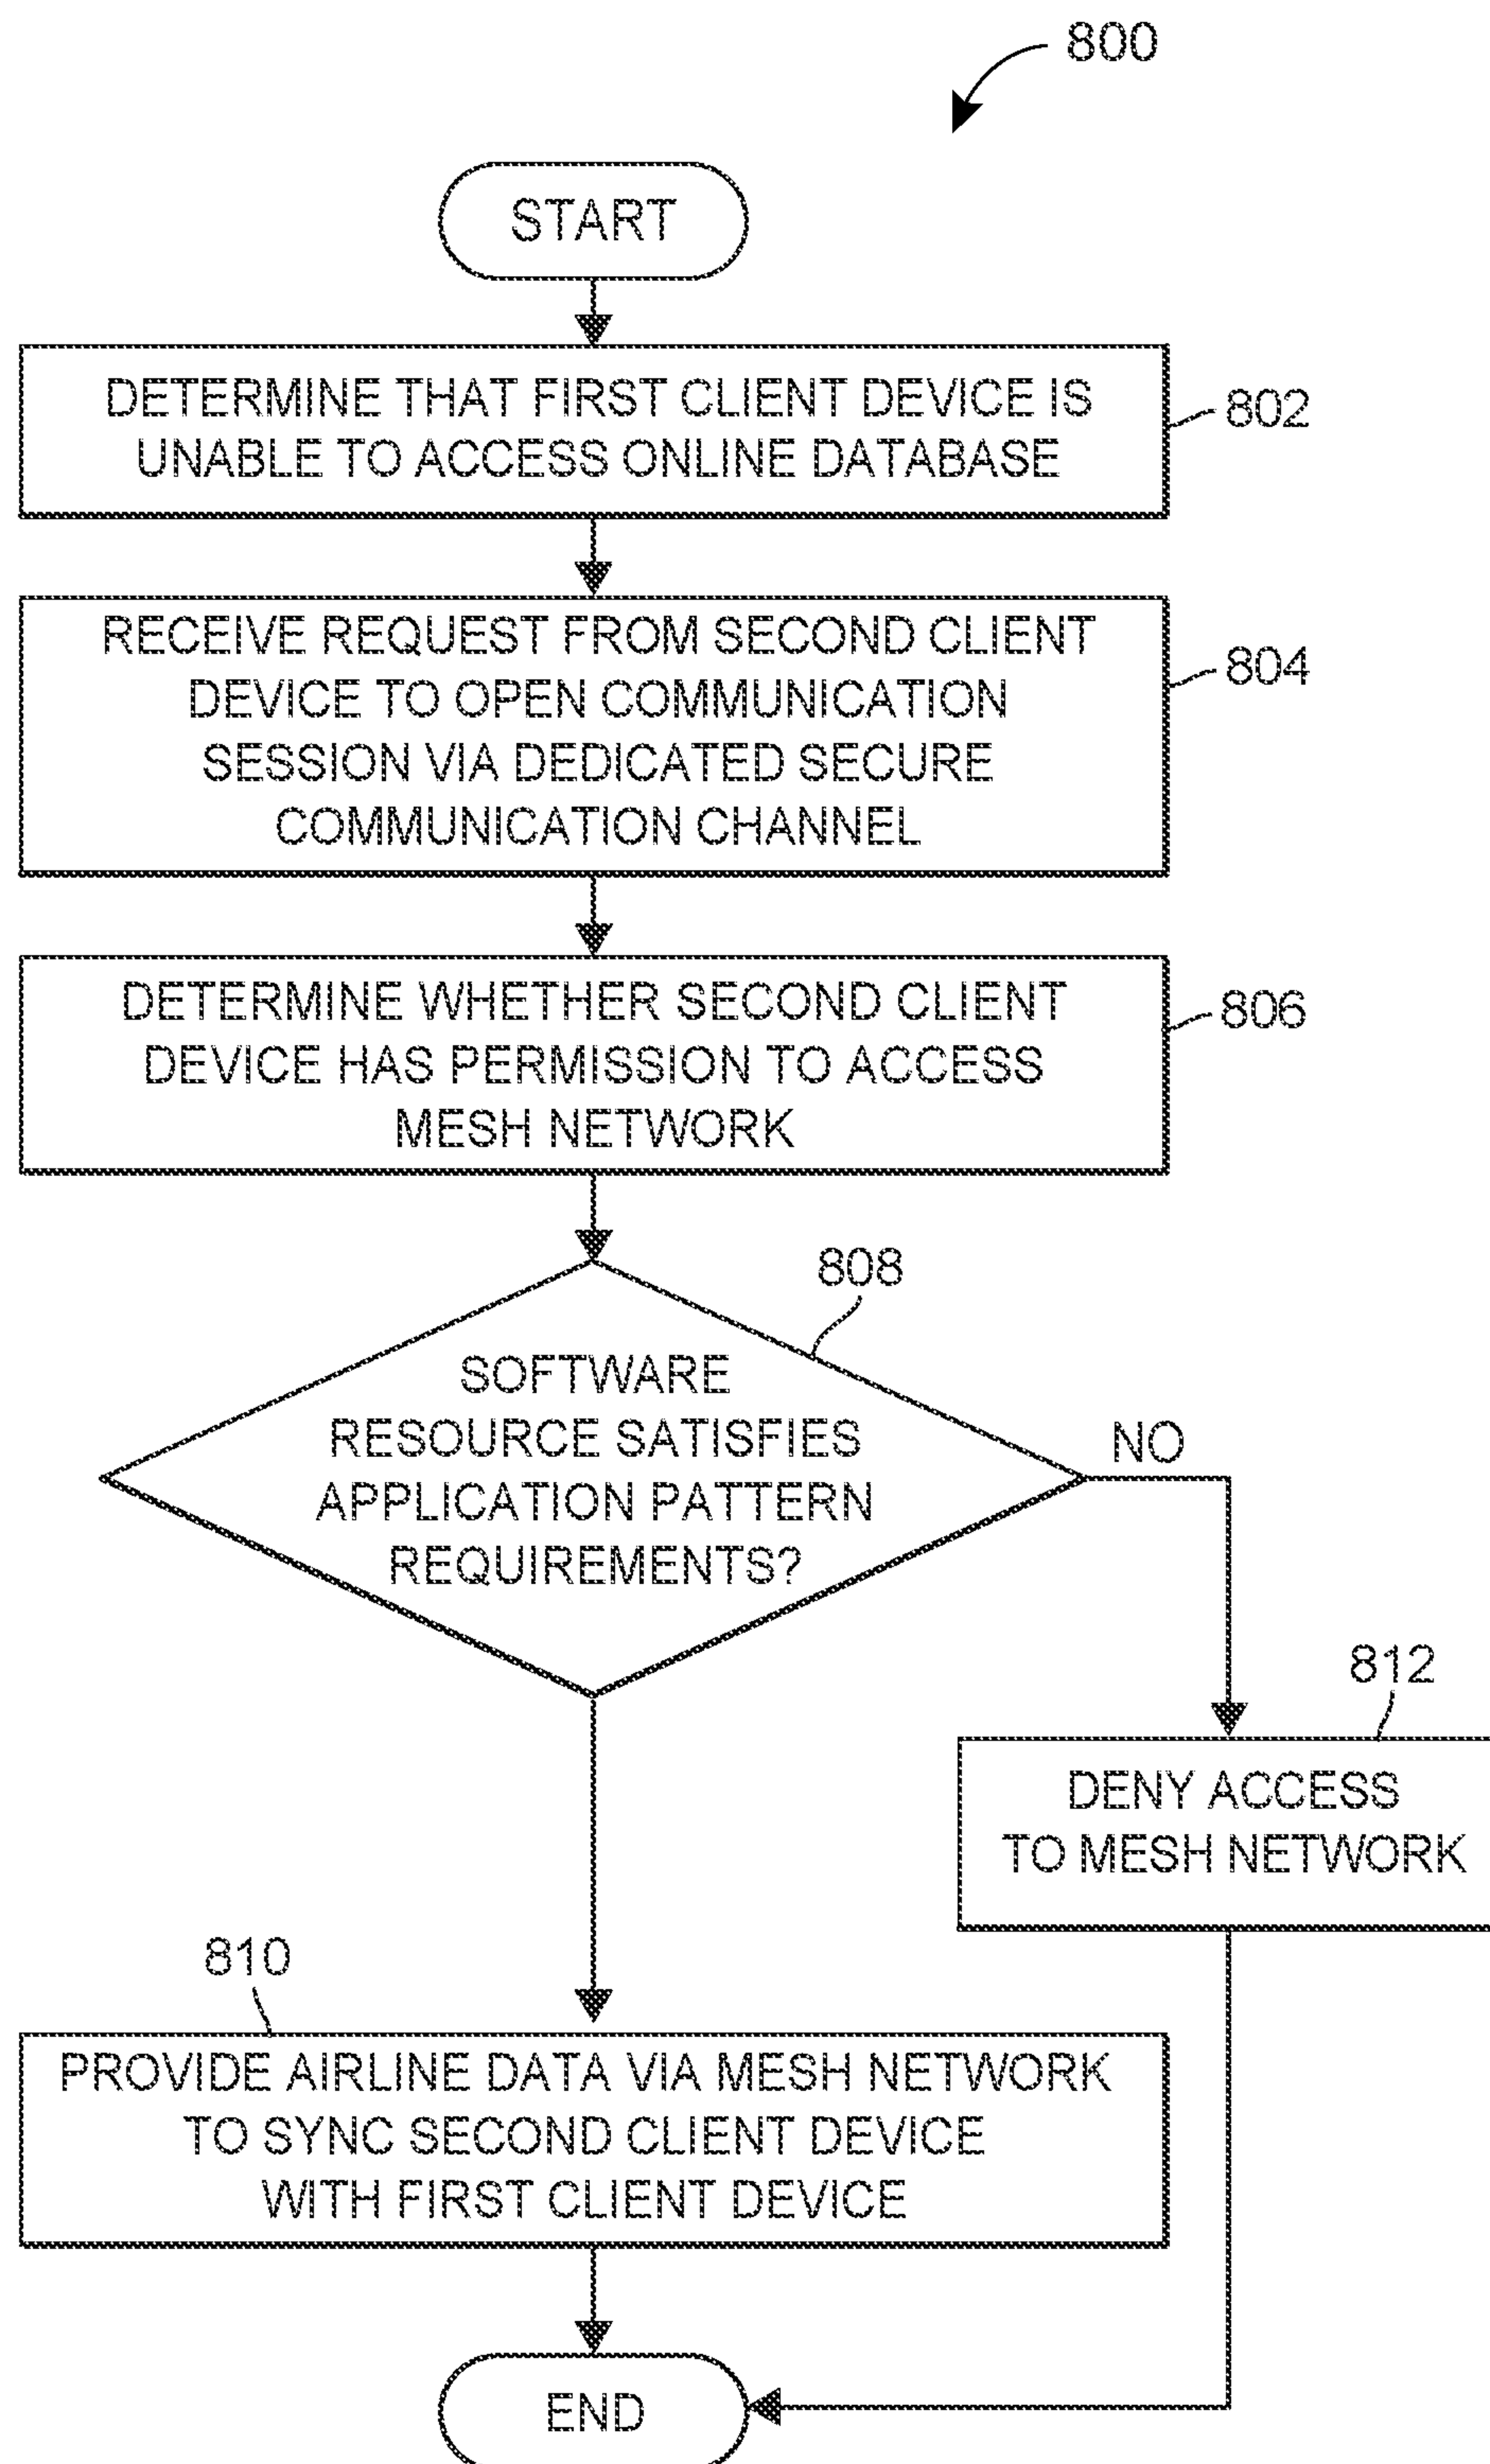 800
START
DETERMINE THAT FIRST CLIENT DEVICE IS
UNABLE TO ACCESS ONLINE DATABASE
802
RECEIVE REQUEST FROM SECOND CLIENT
DEVICE TO OPEN COMMUNICATION
SESSION VIA DEDICATED SECURE
COMMUNICATION CHANNEL
804
DETERMINE WHETHER SECOND CLIENT
DEVICE HAS PERMISSION TO ACCESS
MESH NETWORK
806
808
SOFTWARE
RESOURCE SATISFIES
APPLICATION PATTERN
REQUIREMENTS?
NO
812
DENY ACCESS
TO MESH NETWORK
810
PROVIDE AIRLINE DATA VIA MESH NETWORK
TO SYNC SECOND CLIENT DEVICE
WITH FIRST CLIENT DEVICE
END